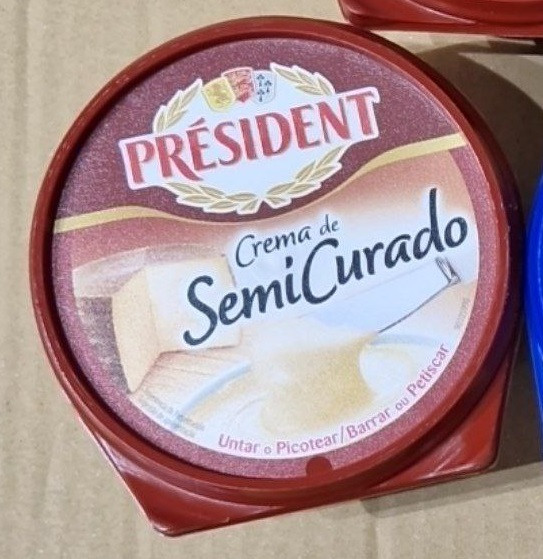 PRÉSIDENT
Crema de
SemiCurado
Untar o Picotear/Barrar ou Petiscar